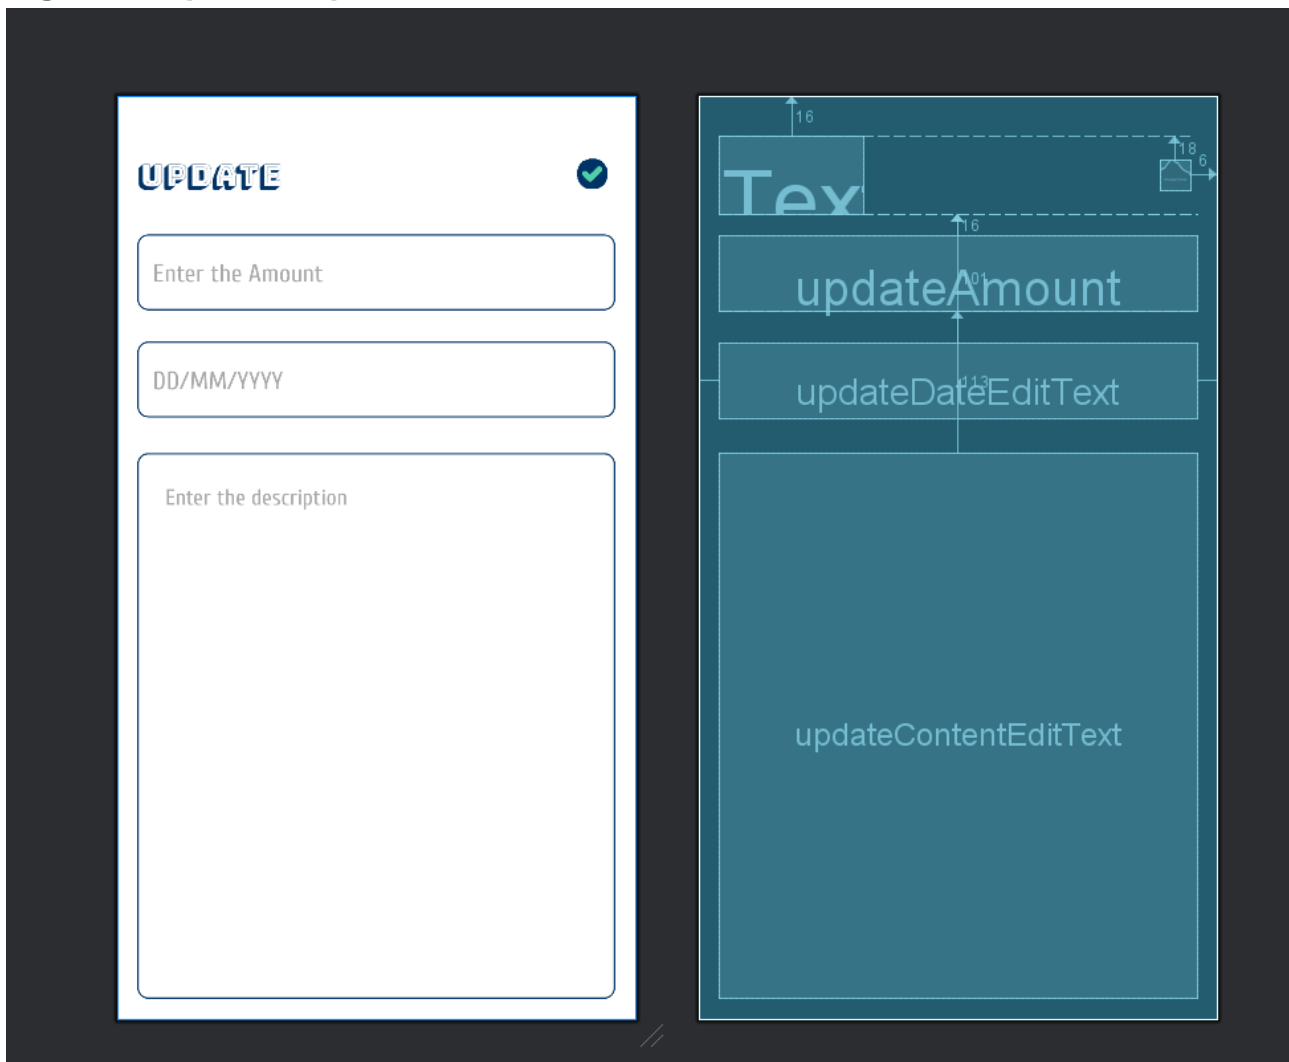 UPDATE
Enter the Amount
DD/MM/YYYY
Enter the description
16
18
6
Tex
16
updateAmount
113
updateDateEditText
updateContentEditText